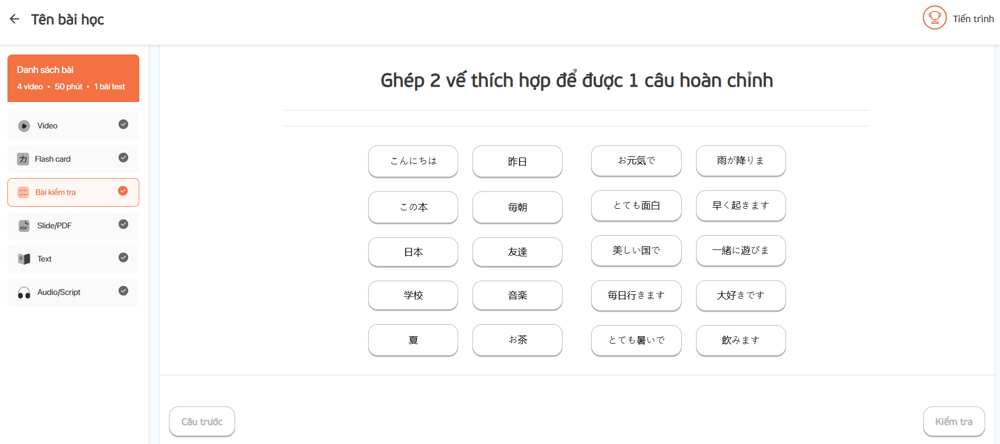 Tên bài học
Tiến trình
Danh sách bài
4 video • 50 phút • 1 bài test
Video
Flash card
Bài kiểm tra
Slide/PDF
Text
Audio/Script
Ghép 2 vế thích hợp để được 1 câu hoàn chỉnh
こんにちは 昨日 お元気で 雨が降りま
この本 毎朝 とても面白 早く起きます
日本 友達 美しい国で 一緒に遊びま
学校 音楽 毎日行きます 大好きです
夏 お茶 とても暑いで 飲みます
Câu trước
Kiểm tra